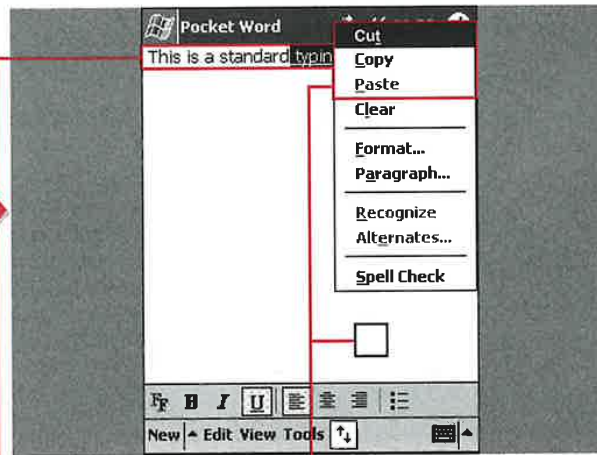 Pocket Word
This is a standard typin
Cut
Copy
Paste
Clear
Format...
Paragraph...
Recognize
Alternates...
Spell Check
FF B I U
New Edit View Tools